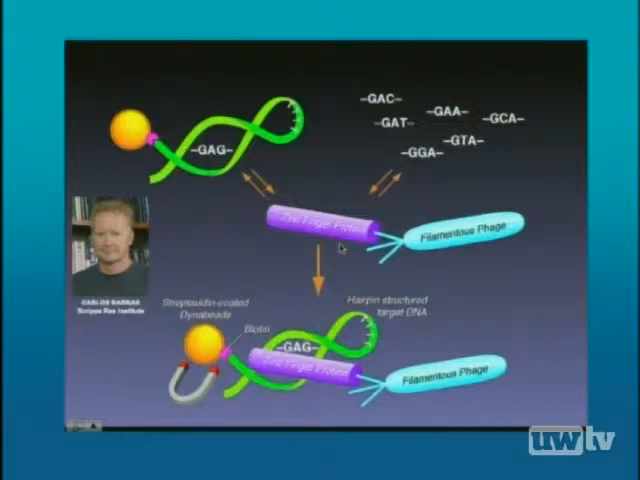 –GAC–
–GAA–
–GCA–
–GAT–
–GTA–
–GGA–
–GAG–
Zinc Finger Protein
Filamentous Phage
CARLOS BARBAS
Scripps Res Institute
Streptavidin-coated
Dynabeads
Biotin
Hairpin structured
target DNA
–GAG–
Zinc Finger Protein
Filamentous Phage
uwtv